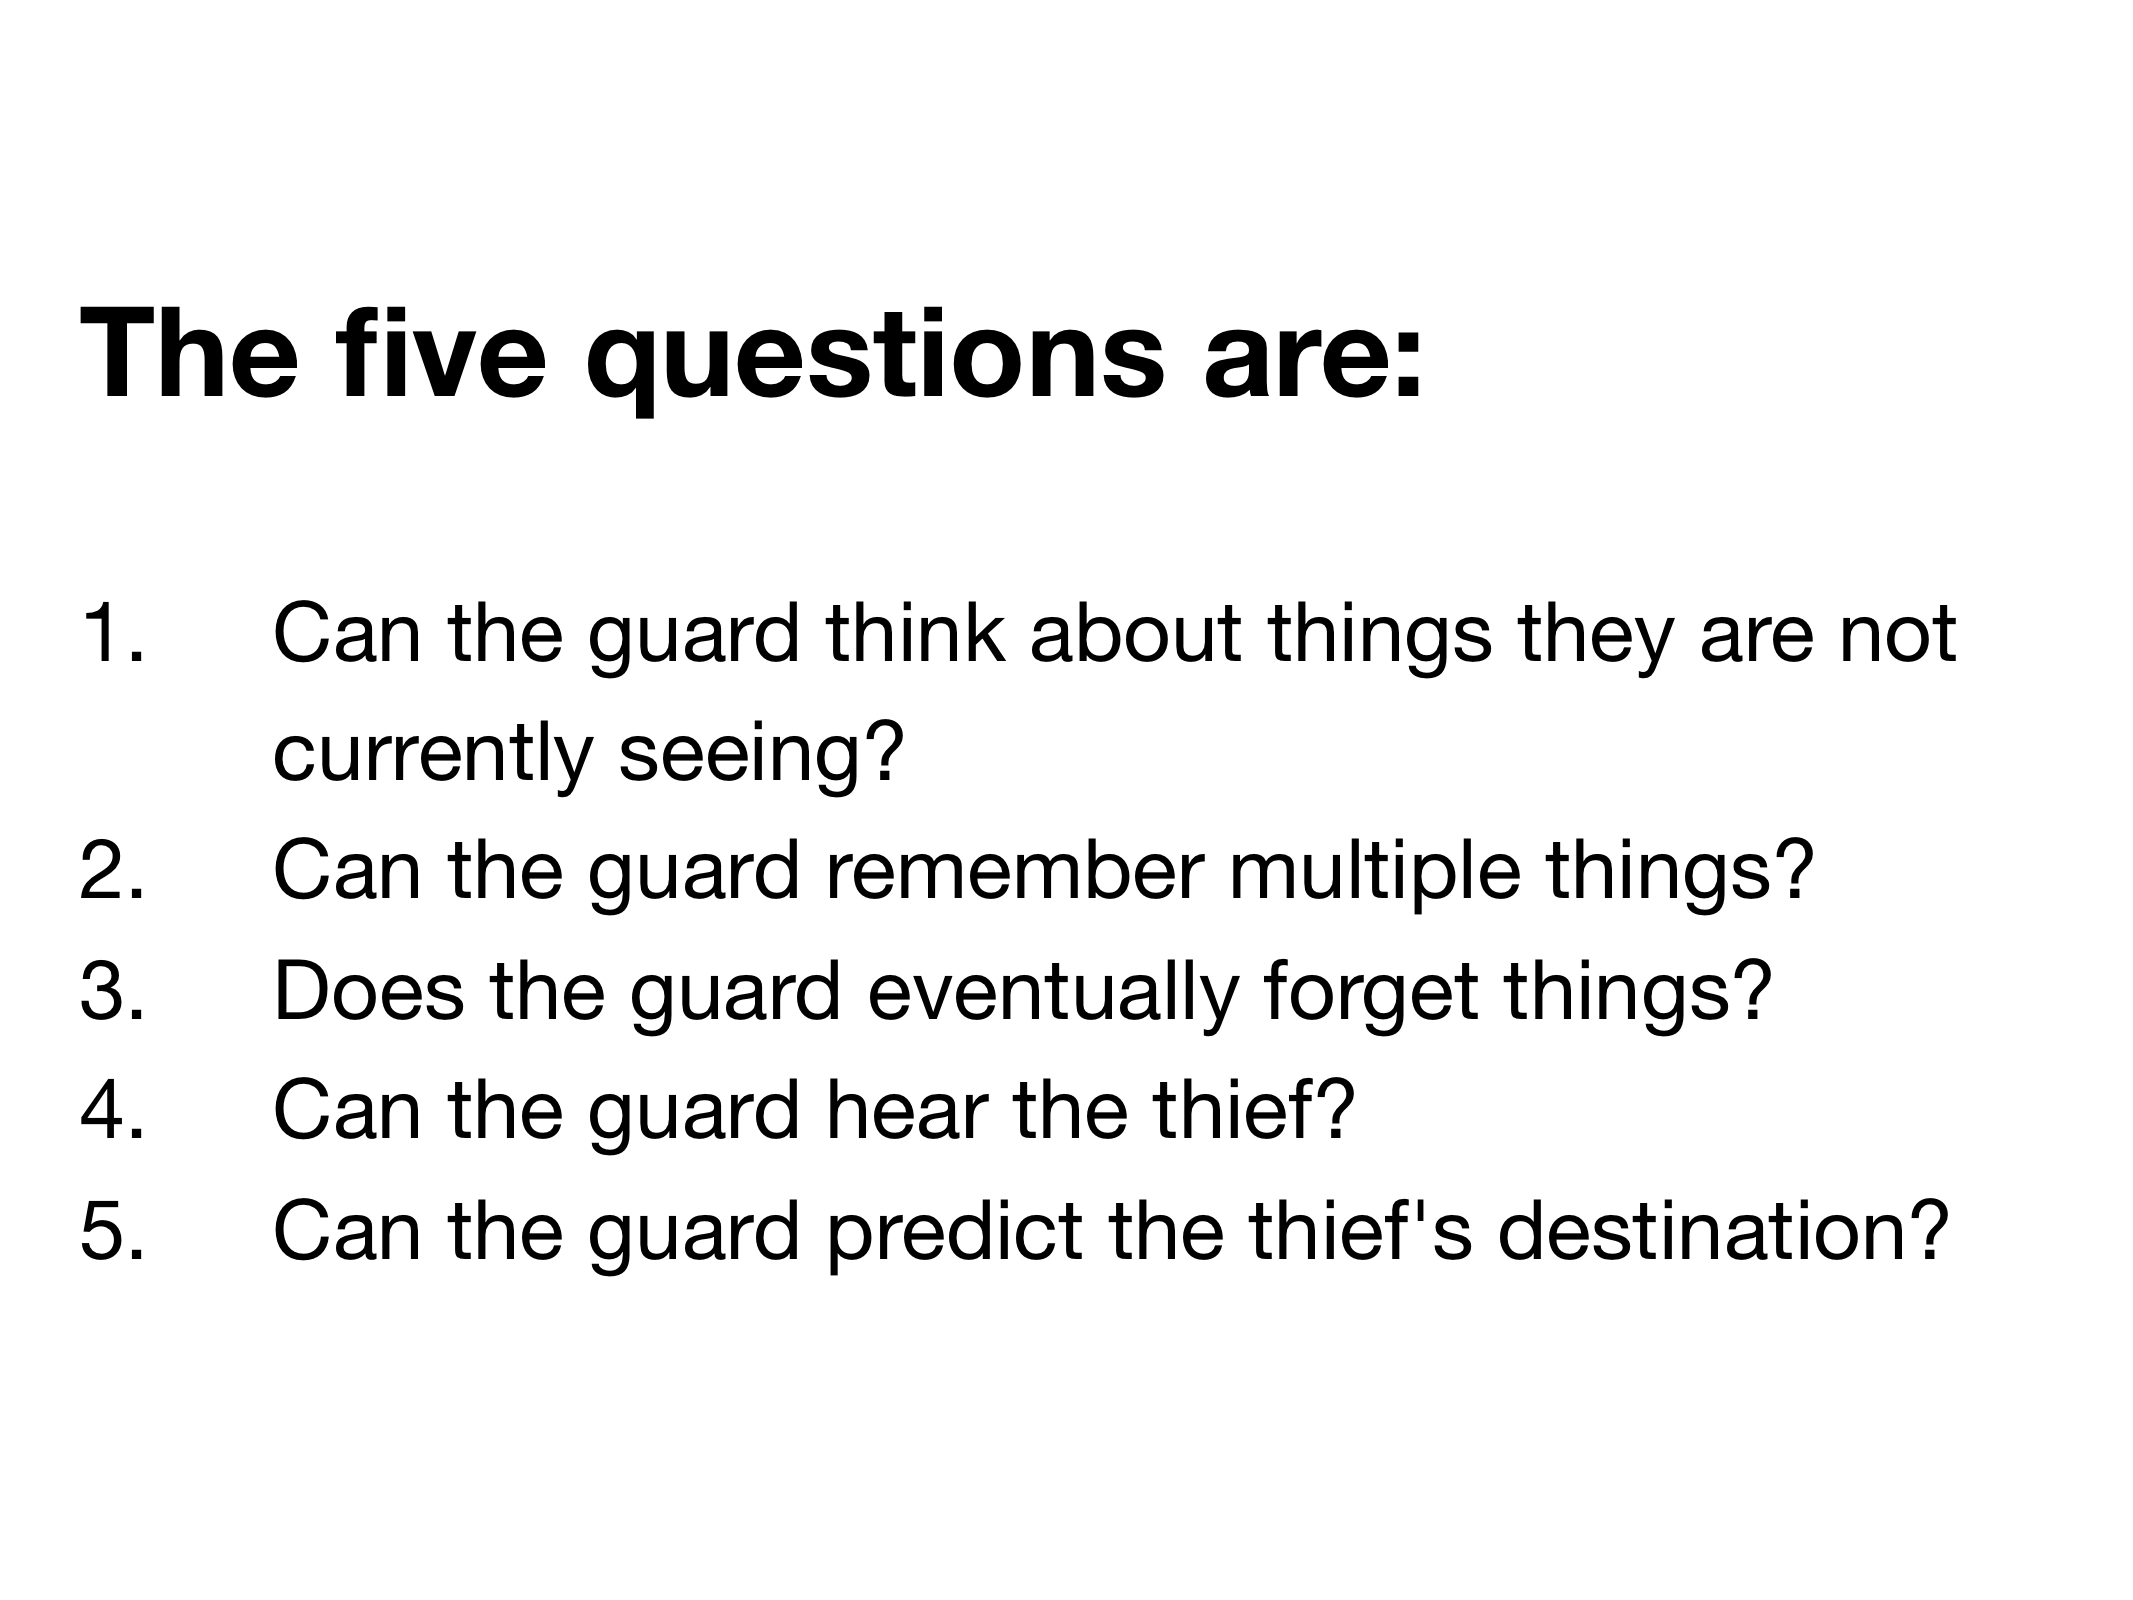 The five questions are:
1. Can the guard think about things they are not
currently seeing?
2. Can the guard remember multiple things?
3. Does the guard eventually forget things?
4. Can the guard hear the thief?
5. Can the guard predict the thief's destination?